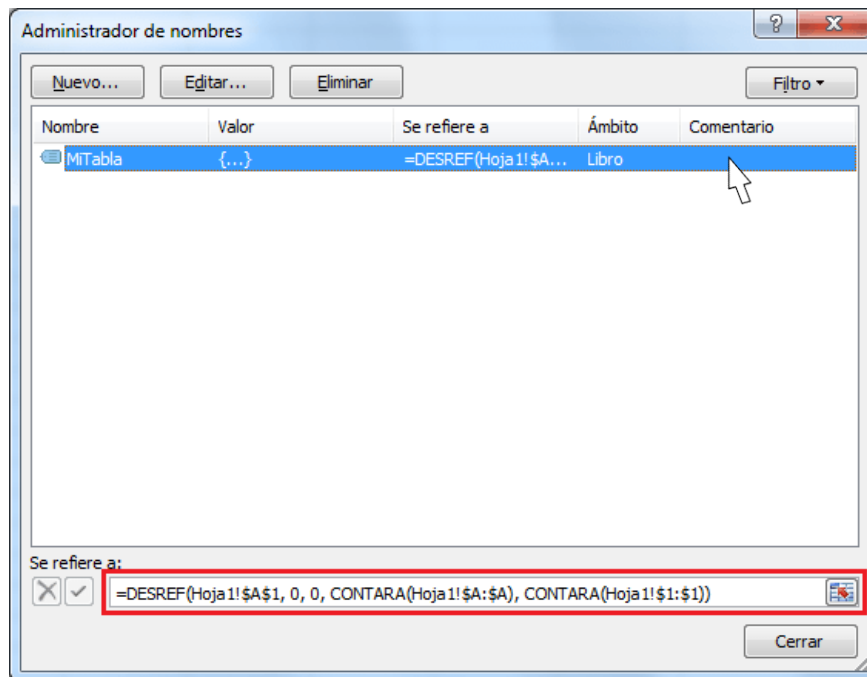 Administrador de nombres
Nuevo... Editar... Eliminar Filtro
Nombre Valor Se refiere a Ámbito Comentario
MiTabla {...} =DESREF(Hoja1!$A... Libro
Se refiere a:
=DESREF(Hoja1!$A$1, 0, 0, CONTARA(Hoja1!$A:$A), CONTARA(Hoja1!$1:$1))
Cerrar